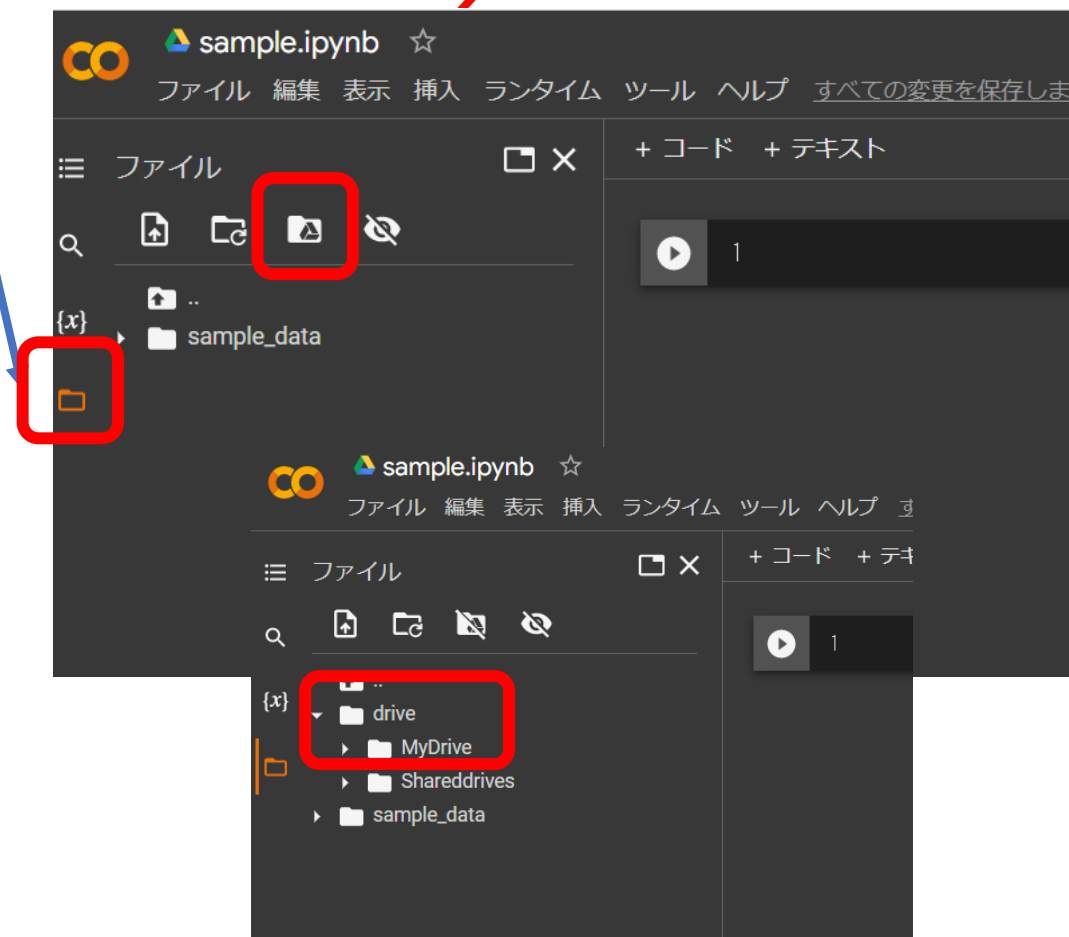 sample.ipynb
ファイル 編集 表示 挿入 ランタイム ツール ヘルプ すべての変更を保存しま
ファイル
+ コード + テキスト
1
..
{x}
sample_data
sample.ipynb
ファイル 編集 表示 挿入 ランタイム ツール ヘルプ す
ファイル
+ コード + テキ
1
..
{x}
drive
MyDrive
Shareddrives
sample_data